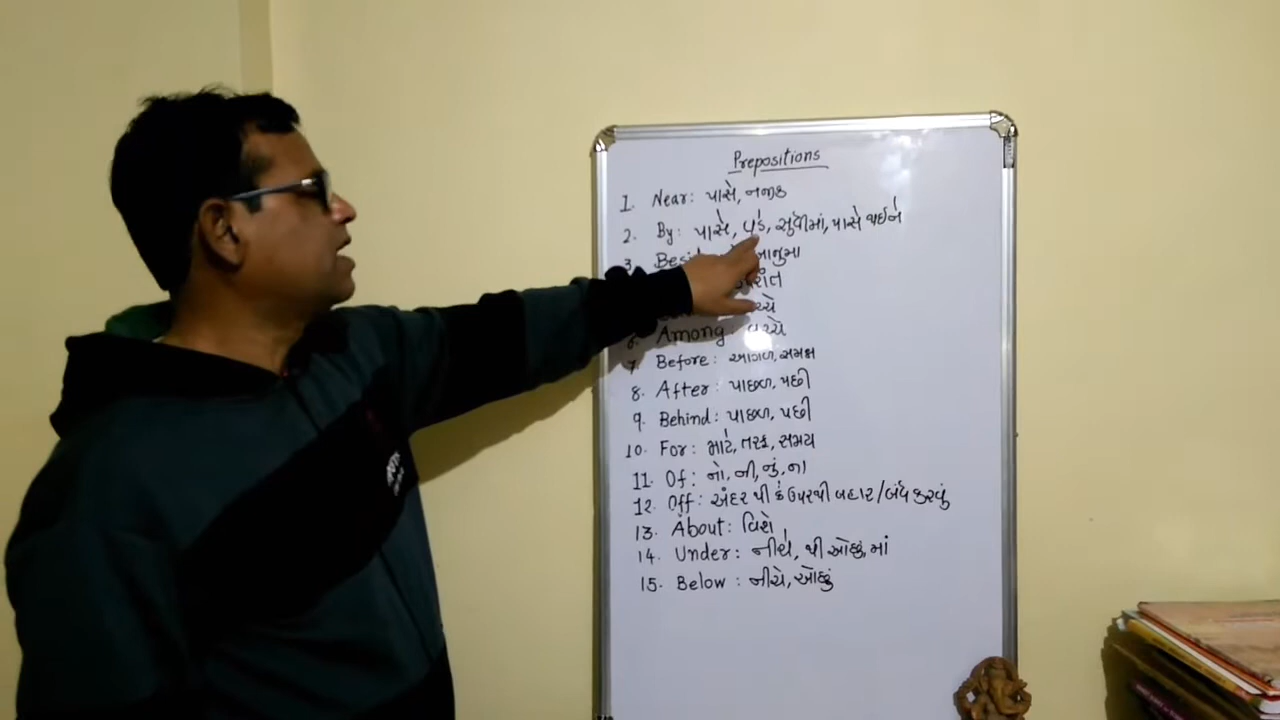 Prepositions
1. Near: પાસે, નજીક
2. By: પાસે, વડે, સુધીમાં, પાસે થઈને
3. બાજુમા
6. Among: વચ્ચે
7. Before: આગળ, સમક્ષ
8. After: પાછળ, પછી
9. Behind: પાછળ, પછી
10. For: માટે, તરફ, સમય
11. Of: નો, ની, નું, ના
12. Off: અંદર થી કે ઉપરથી બહાર/બંધ કરવું
13. About: વિશે
14. Under: નીચે, થી ઓછું, માં
15. Below: નીચે, ઓછું